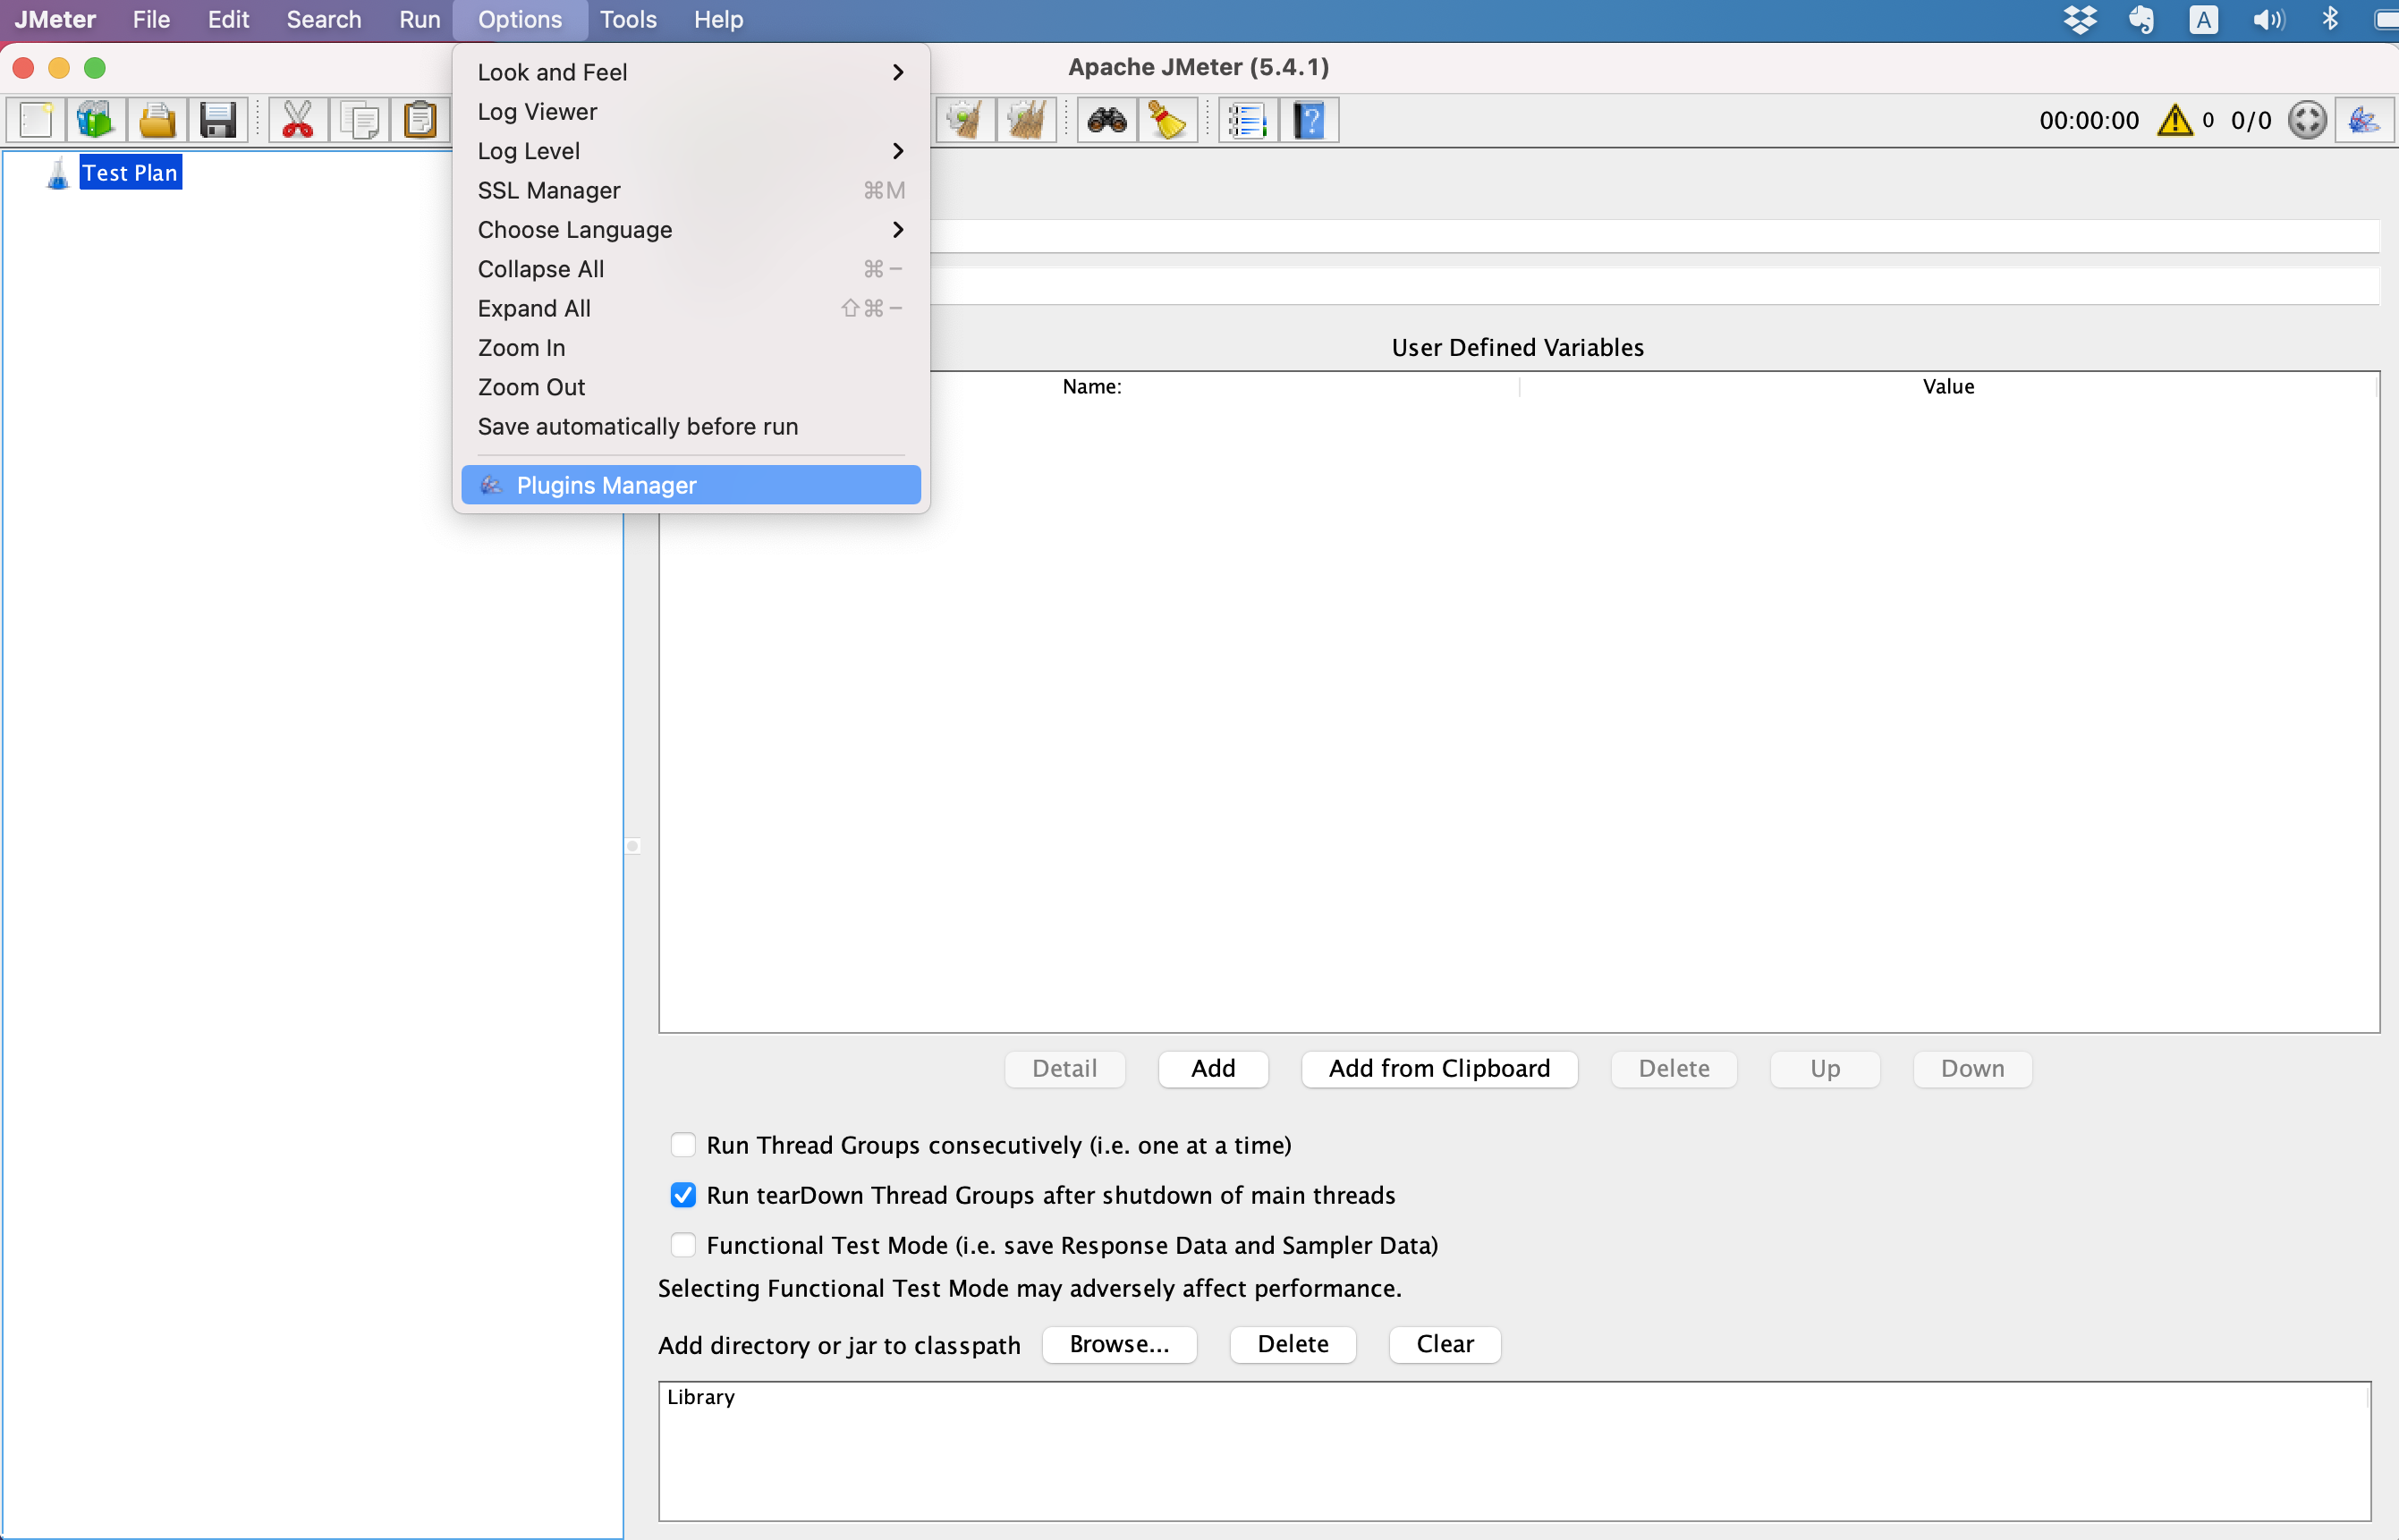 JMeter File Edit Search Run Options Tools Help
A
Apache JMeter (5.4.1)
Look and Feel
Log Viewer
Log Level
SSL Manager ⌘M
Choose Language
Collapse All ⌘−
Expand All ⇧⌘−
Zoom In
Zoom Out
Save automatically before run
Plugins Manager
?
00:00:00 0 0/0
Test Plan
User Defined Variables
Name: Value
Detail Add Add from Clipboard Delete Up Down
Run Thread Groups consecutively (i.e. one at a time)
Run tearDown Thread Groups after shutdown of main threads
Functional Test Mode (i.e. save Response Data and Sampler Data)
Selecting Functional Test Mode may adversely affect performance.
Add directory or jar to classpath Browse... Delete Clear
Library